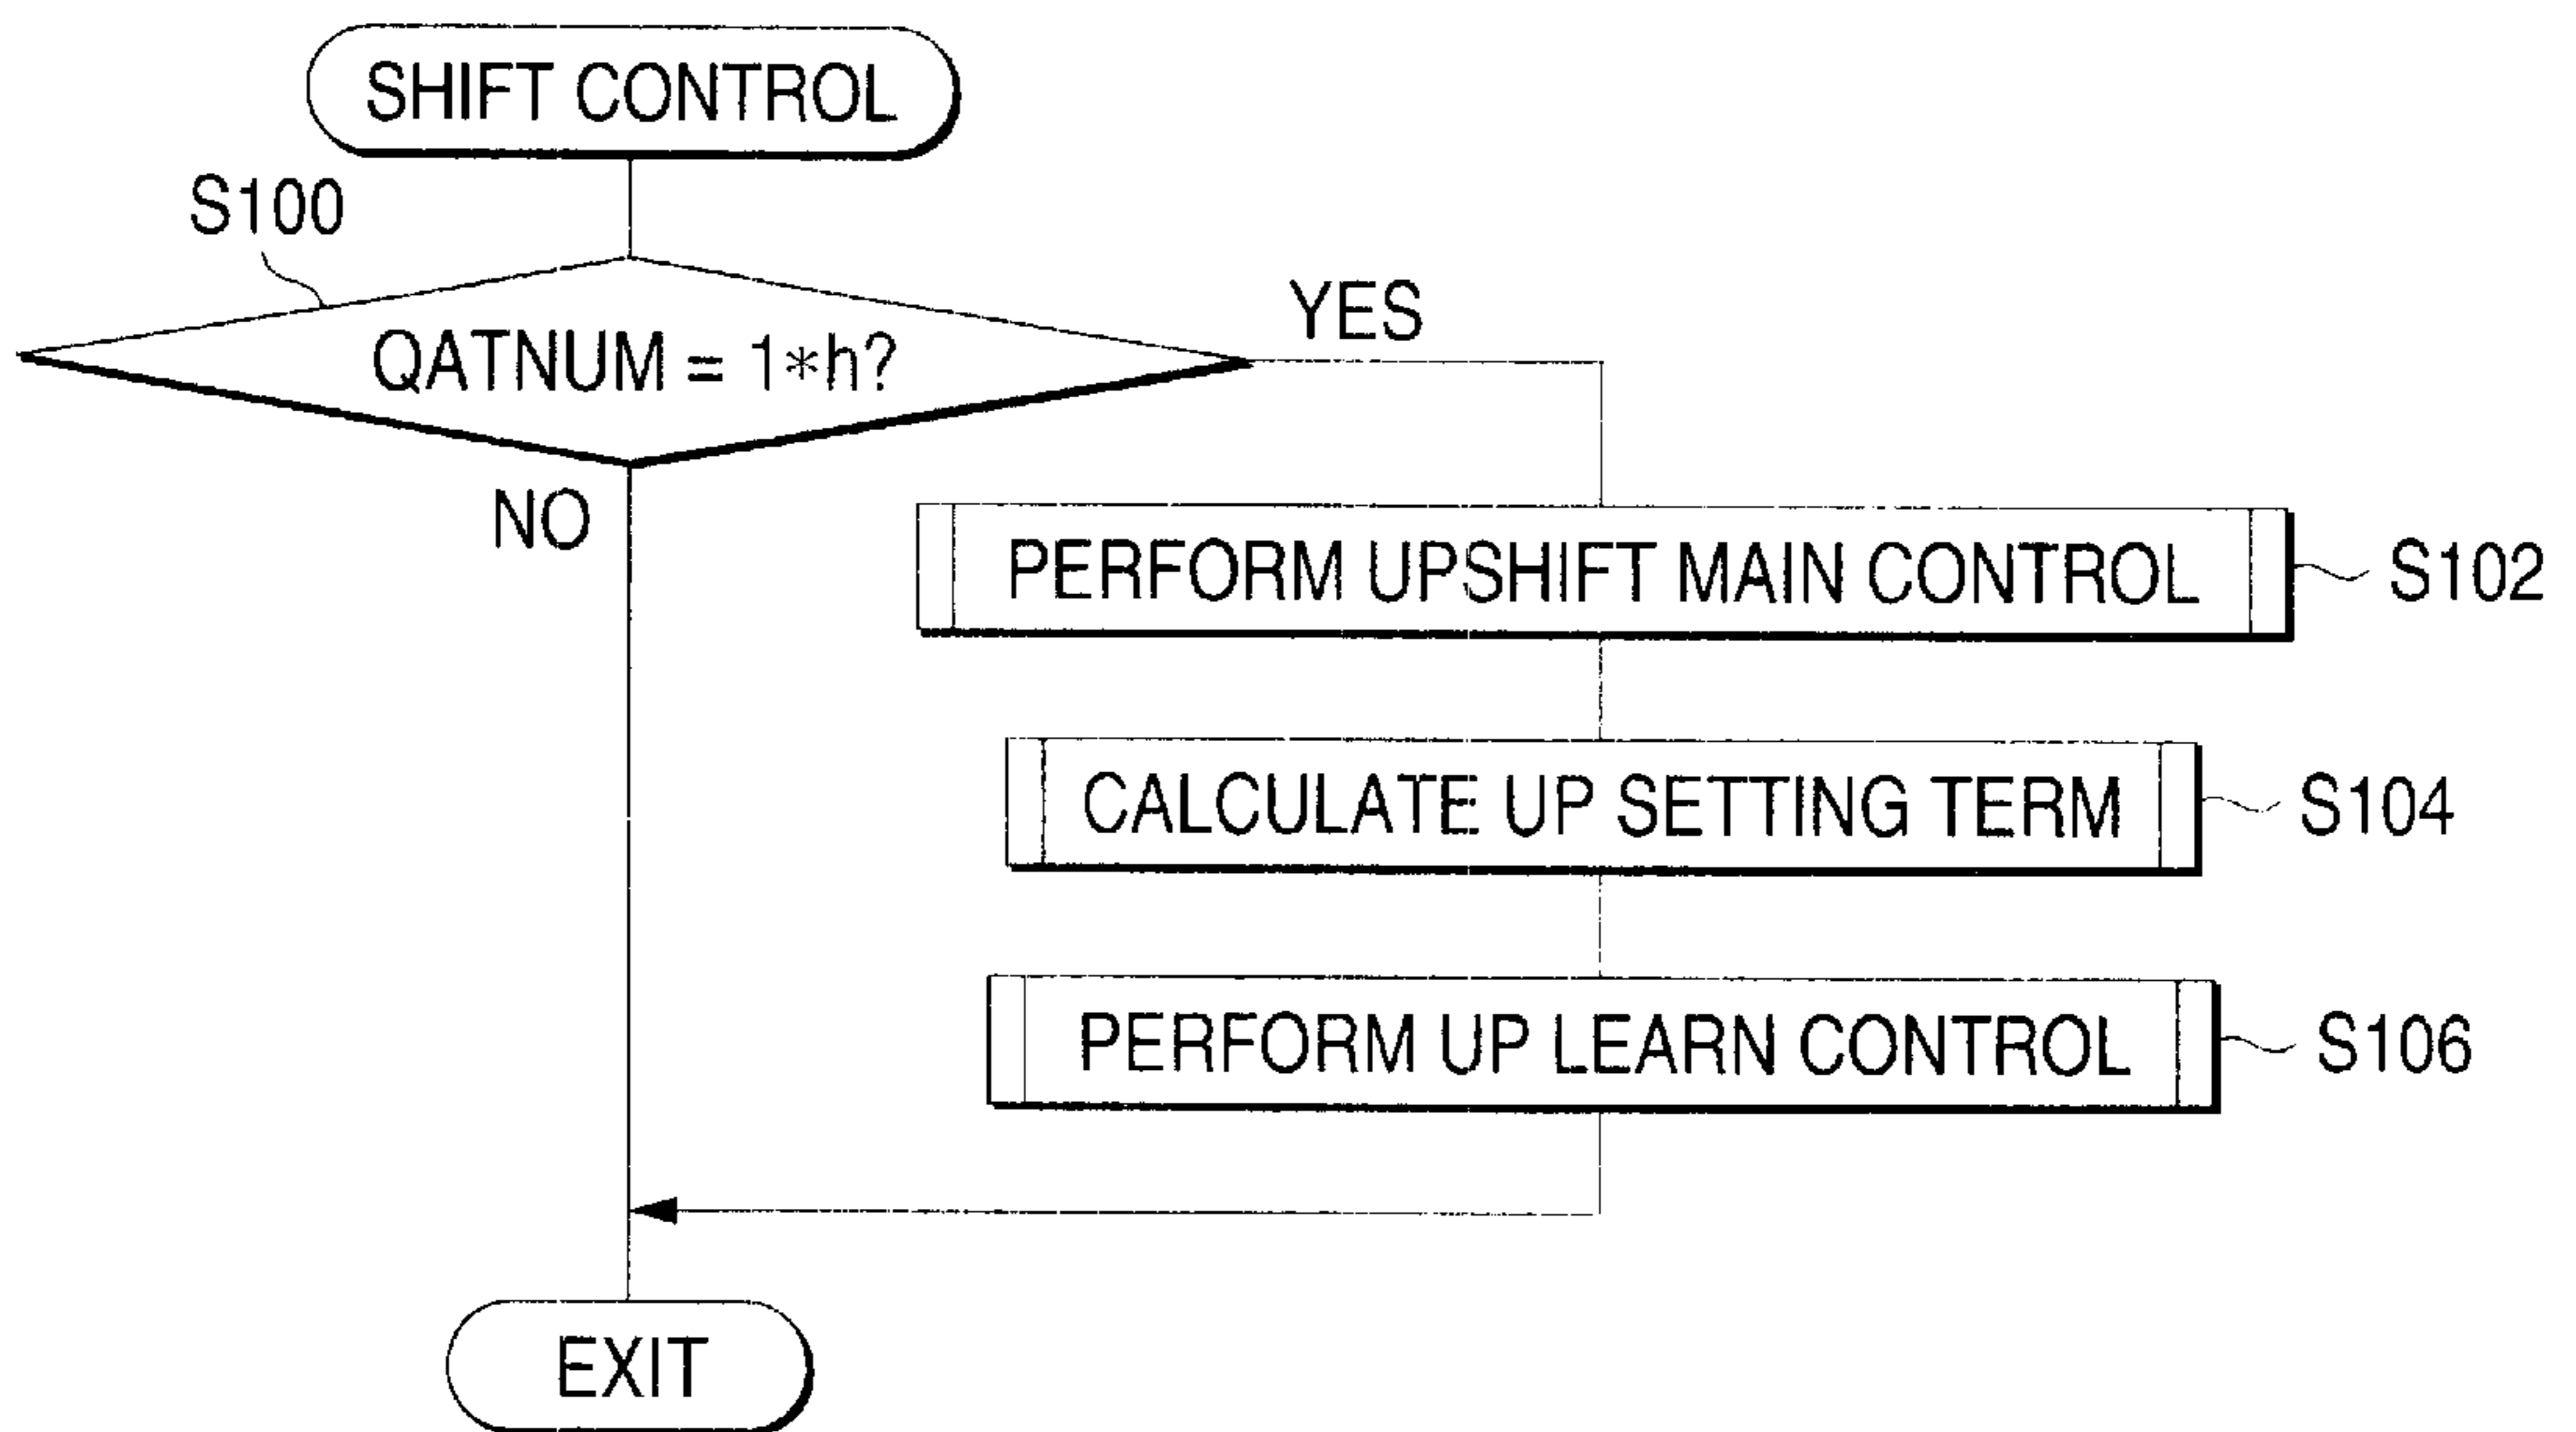 SHIFT CONTROL
S100
QATNUM = 1*h?
YES
NO
PERFORM UPSHIFT MAIN CONTROL
S102
CALCULATE UP SETTING TERM
S104
PERFORM UP LEARN CONTROL
S106
EXIT